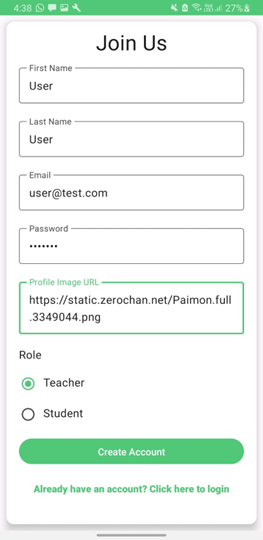 4:38 27%
Join Us
First Name
User
Last Name
User
Email
user@test.com
Password
•••••••
Profile Image URL
https://static.zerochan.net/Paimon.full
.3349044.png
Role
Teacher
Student
Create Account
Already have an account? Click here to login